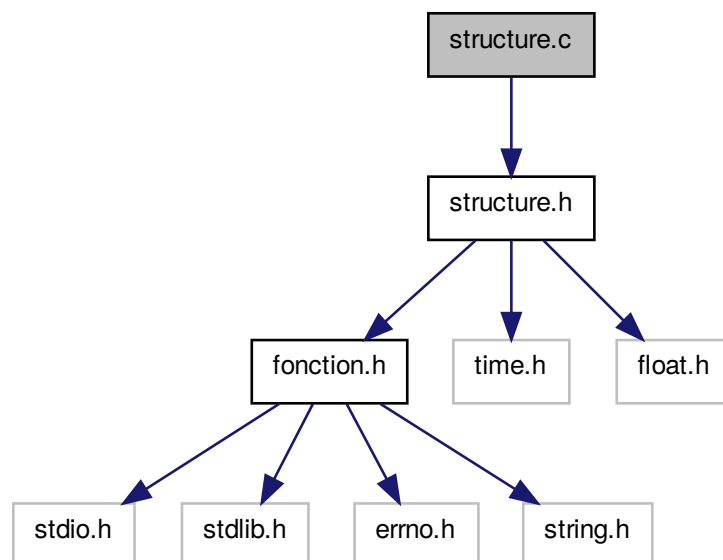 structure.c
structure.h
fonction.h
time.h
float.h
stdio.h
stdlib.h
errno.h
string.h